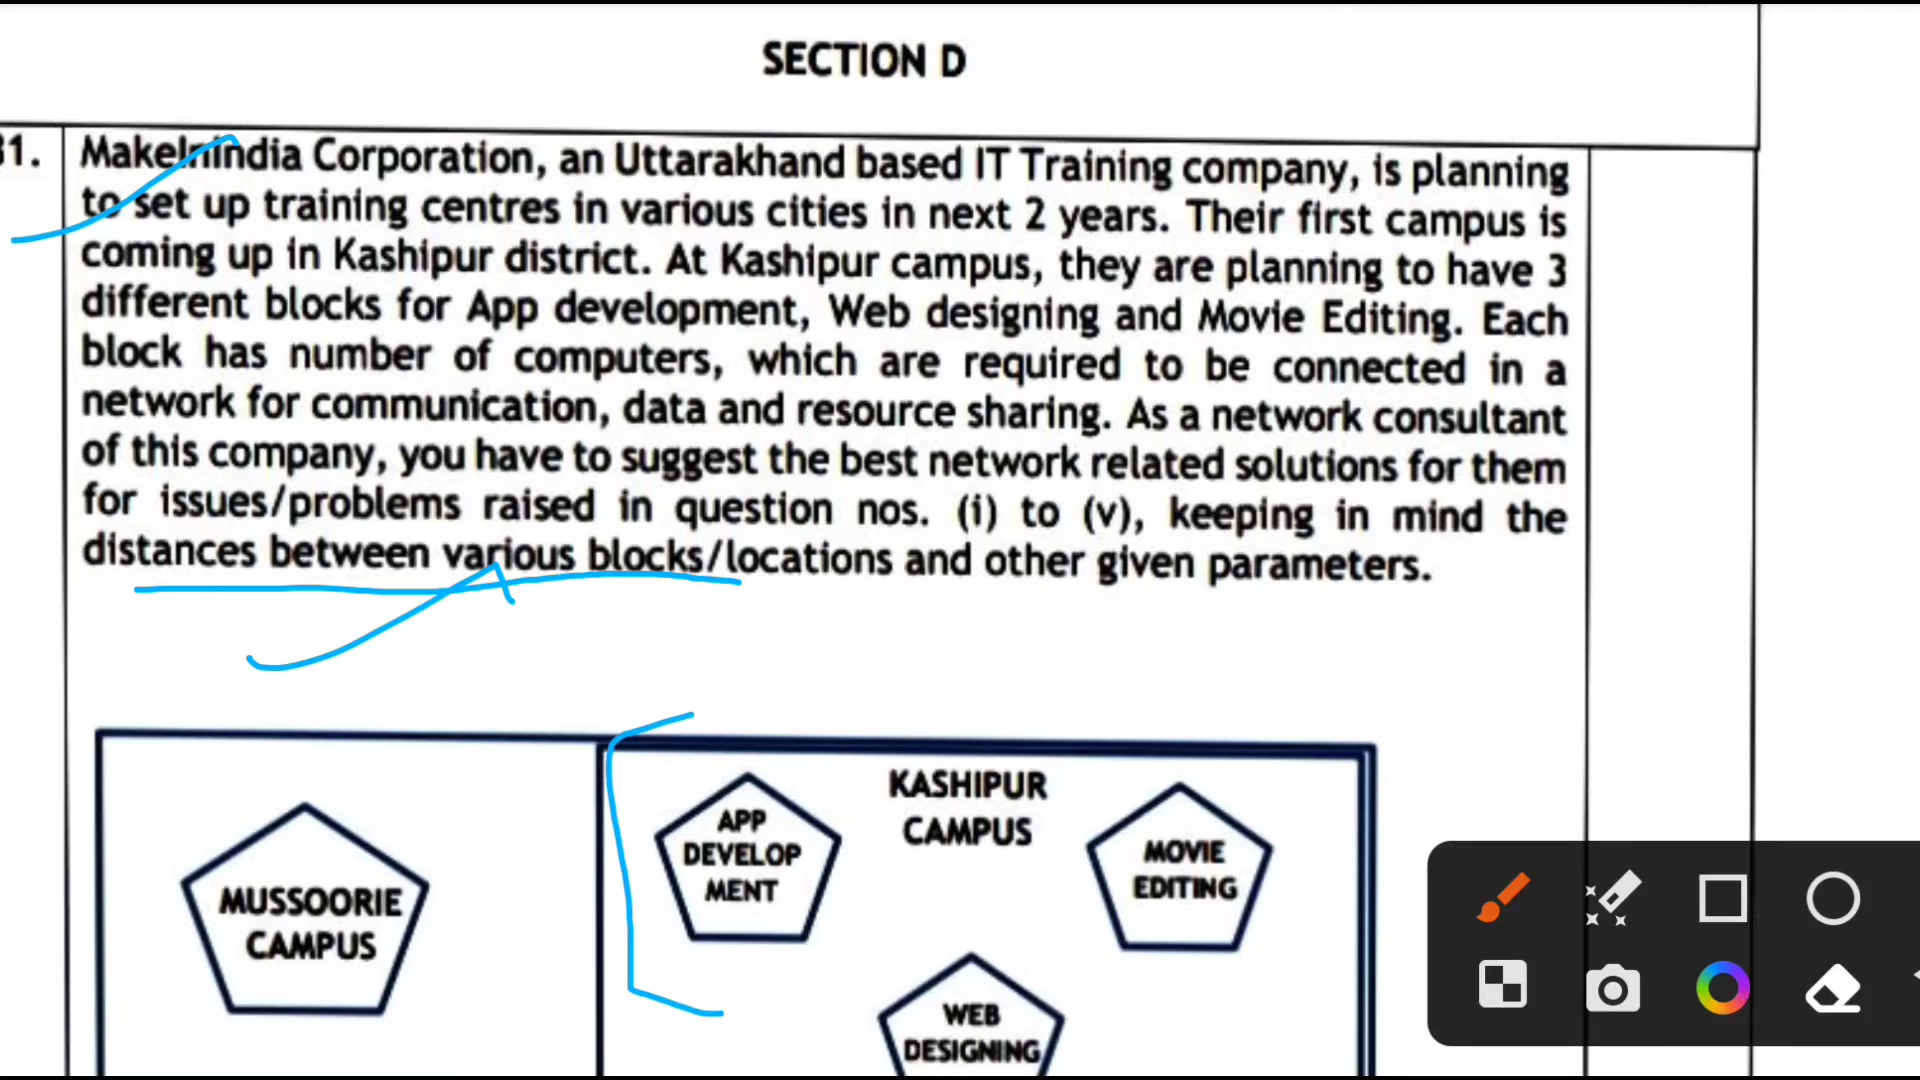 SECTION D
31. MakeInIndia Corporation, an Uttarakhand based IT Training company, is planning
to set up training centres in various cities in next 2 years. Their first campus is
coming up in Kashipur district. At Kashipur campus, they are planning to have 3
different blocks for App development, Web designing and Movie Editing. Each
block has number of computers, which are required to be connected in a
network for communication, data and resource sharing. As a network consultant
of this company, you have to suggest the best network related solutions for them
for issues/problems raised in question nos. (i) to (v), keeping in mind the
distances between various blocks/locations and other given parameters.
KASHIPUR
CAMPUS
APP
DEVELOP
MENT
MOVIE
EDITING
MUSSOORIE
CAMPUS
WEB
DESIGNING